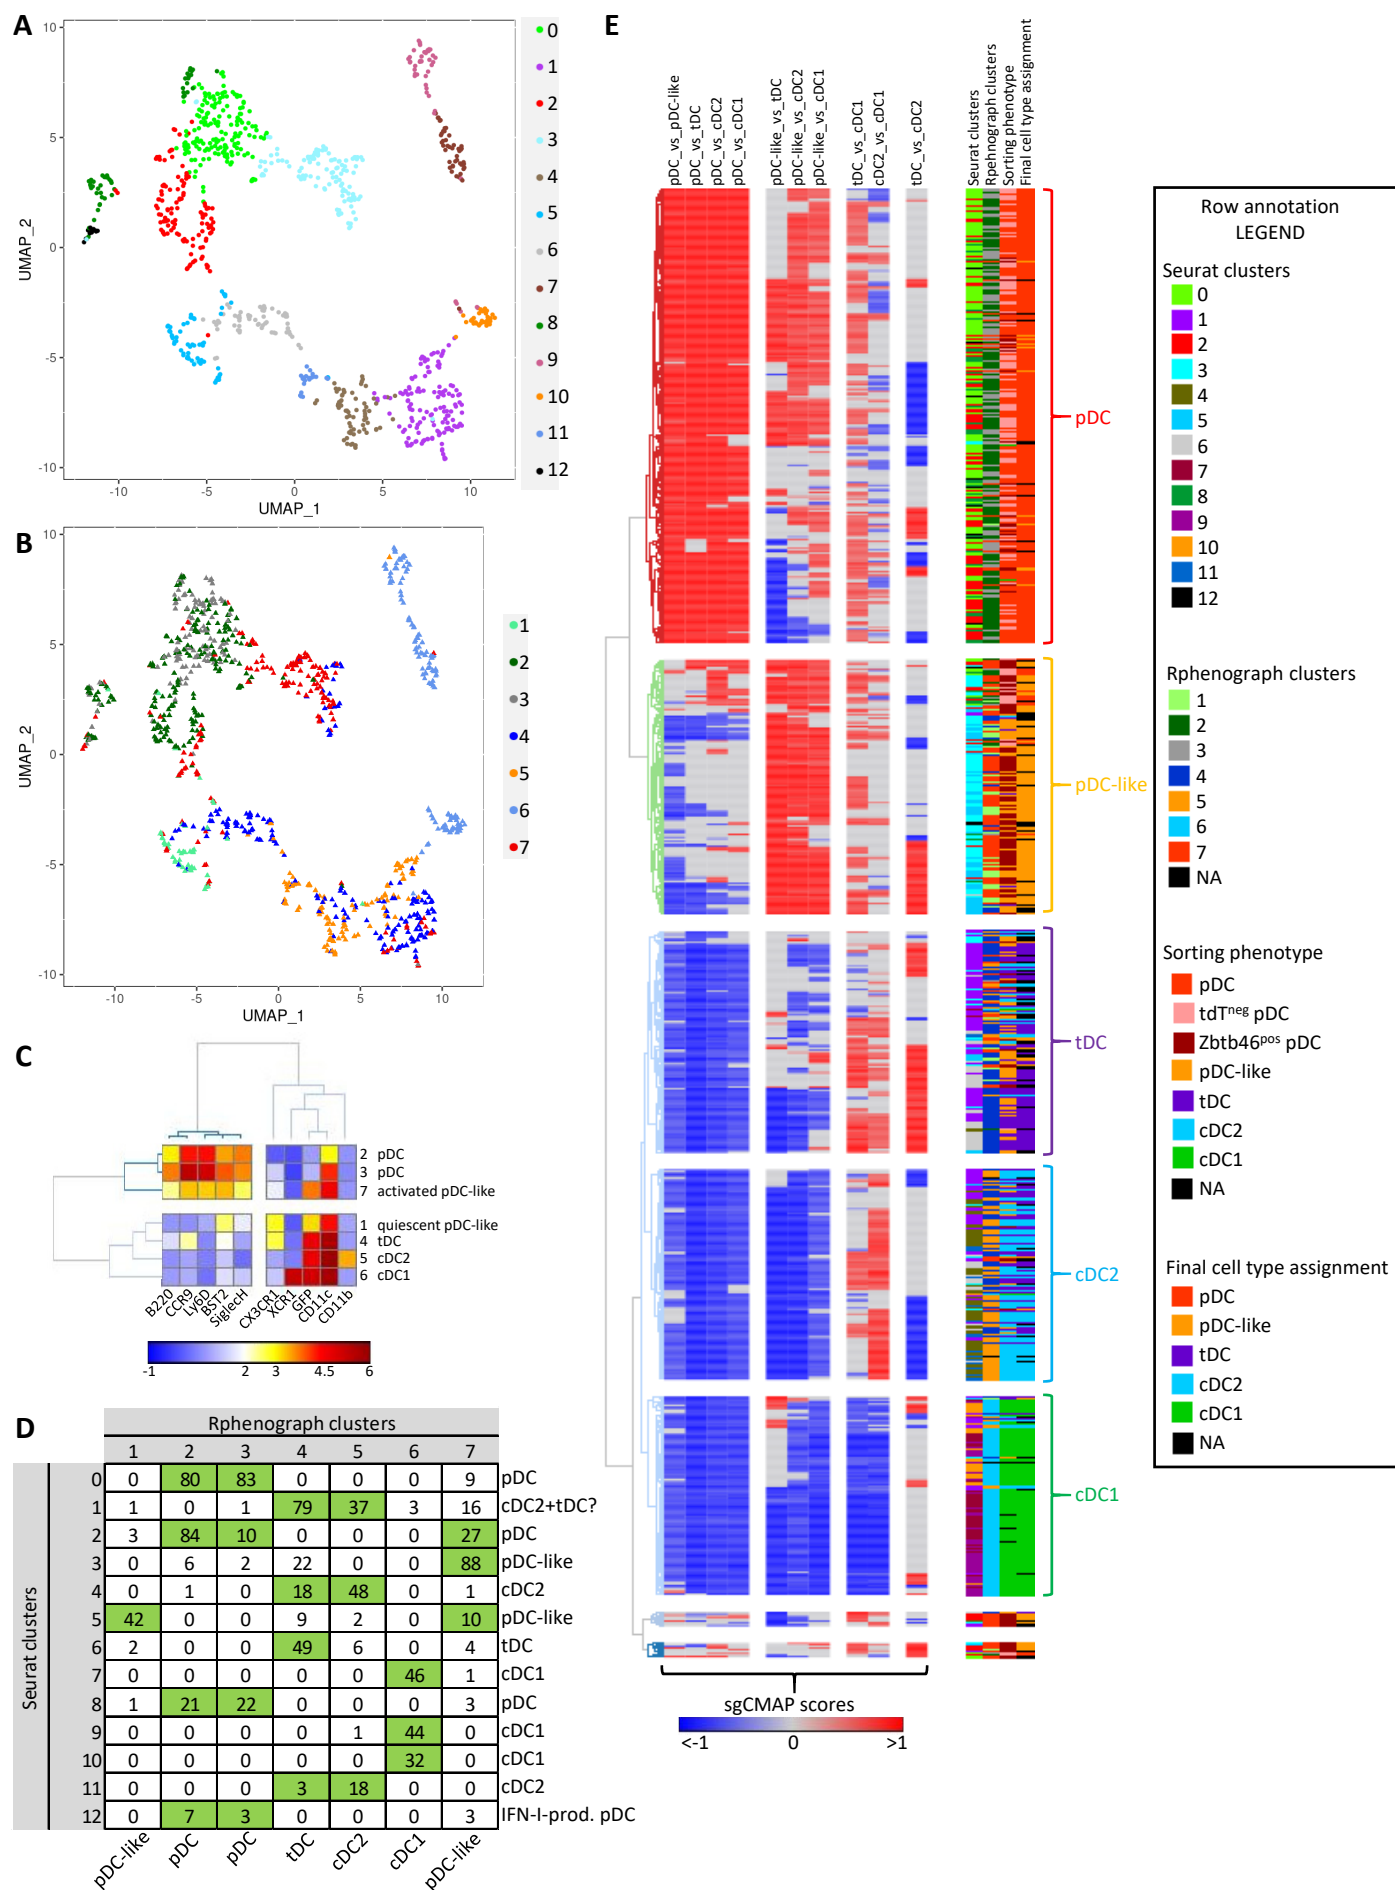 A
10
5
0
-5
-10
UMAP_2
-10
-5
0
5
10
UMAP_1
0
1
2
3
4
5
6
7
8
9
10
11
12
B
10
5
0
-5
-10
UMAP_2
-10
-5
0
5
10
UMAP_1
1
2
3
4
5
6
7
C
2 pDC
3 pDC
7 activated pDC-like
1 quiescent pDC-like
4 tDC
5 cDC2
6 cDC1
B220
CCR9
Ly6D
BST2
SiglecH
CX3CR1
XCR1
GFP
CD11c
CD11b
-1 2 3 4.5 6
D
Rphenograph clusters
1 2 3 4 5 6 7
Seurat clusters
0 0 80 83 0 0 0 9 pDC
1 1 0 1 79 37 3 16 cDC2+tDC?
2 3 84 10 0 0 0 27 pDC
3 0 6 2 22 0 0 88 pDC-like
4 0 1 0 18 48 0 1 cDC2
5 42 0 0 9 2 0 10 pDC-like
6 2 0 0 49 6 0 4 tDC
7 0 0 0 0 0 46 1 cDC1
8 1 21 22 0 0 0 3 pDC
9 0 0 0 0 1 44 0 cDC1
10 0 0 0 0 0 32 0 cDC1
11 0 0 0 3 18 0 0 cDC2
12 0 7 3 0 0 0 3 IFN-I-prod. pDC
pDC-like
pDC
pDC
tDC
cDC2
cDC1
pDC-like
E
pDC_vs_pDC-like
pDC_vs_tDC
pDC_vs_cDC2
pDC_vs_cDC1
pDC-like_vs_tDC
pDC-like_vs_cDC2
pDC-like_vs_cDC1
tDC_vs_cDC1
cDC2_vs_cDC1
tDC_vs_cDC2
Seurat clusters
Rpehnograph clusters
Sorting phenotype
Final cell type assignment
pDC
pDC-like
tDC
cDC2
cDC1
sgCMAP scores
<-1 0 >1
Row annotation
LEGEND
Seurat clusters
0
1
2
3
4
5
6
7
8
9
10
11
12
Rphenograph clusters
1
2
3
4
5
6
7
NA
Sorting phenotype
pDC
tdTneg pDC
Zbtb46pos pDC
pDC-like
tDC
cDC2
cDC1
NA
Final cell type assignment
pDC
pDC-like
tDC
cDC2
cDC1
NA